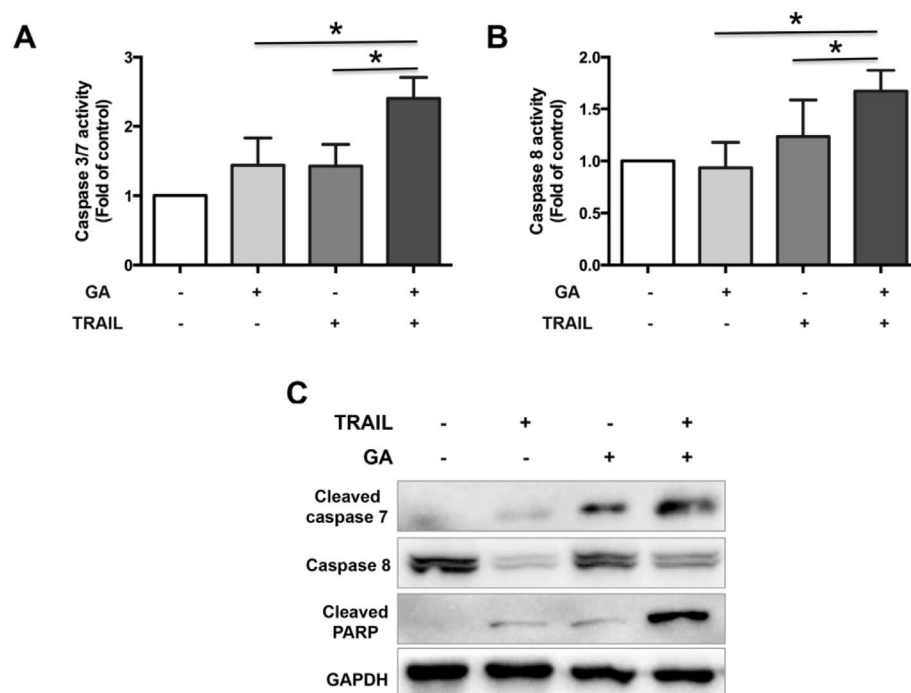 A
Caspase 3/7 activity
(Fold of control)
3
2
1
0
*
*
GA - + - +
TRAIL - - + +
B
Caspase 8 activity
(Fold of control)
2.0
1.5
1.0
0.5
0.0
*
*
GA - + - +
TRAIL - - + +
C
TRAIL - + - +
GA - - + +
Cleaved
caspase 7
Caspase 8
Cleaved
PARP
GAPDH